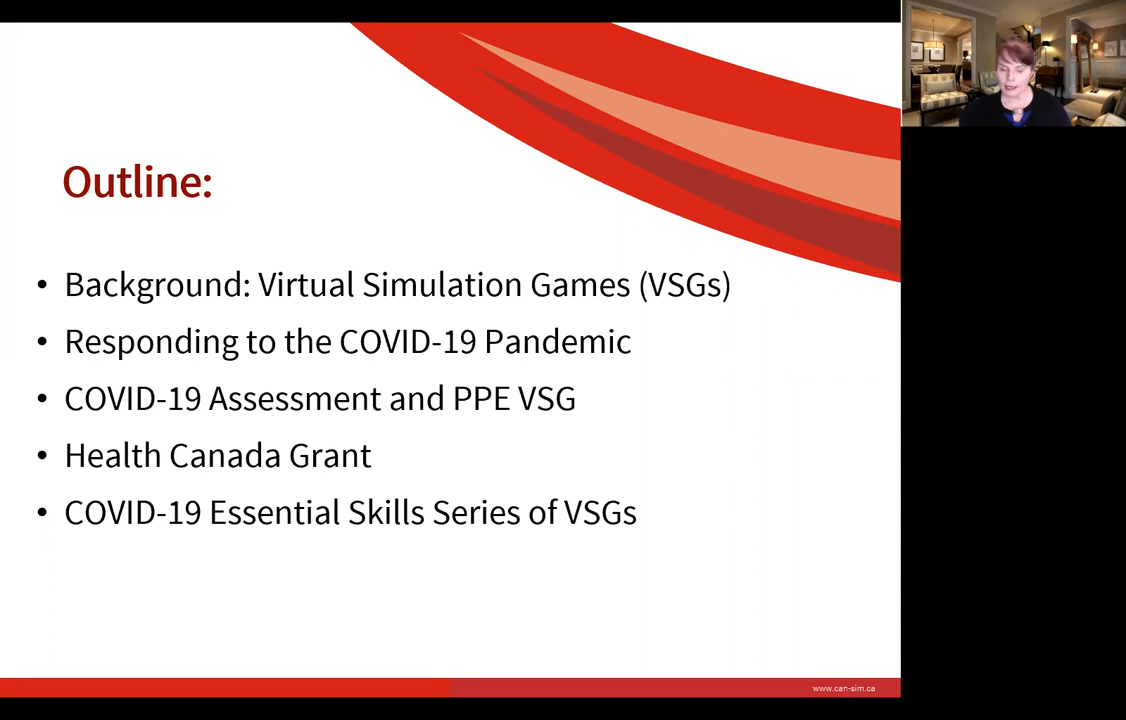 Outline:
• Background: Virtual Simulation Games (VSGs)
• Responding to the COVID-19 Pandemic
• COVID-19 Assessment and PPE VSG
• Health Canada Grant
• COVID-19 Essential Skills Series of VSGs
www.can-sim.ca